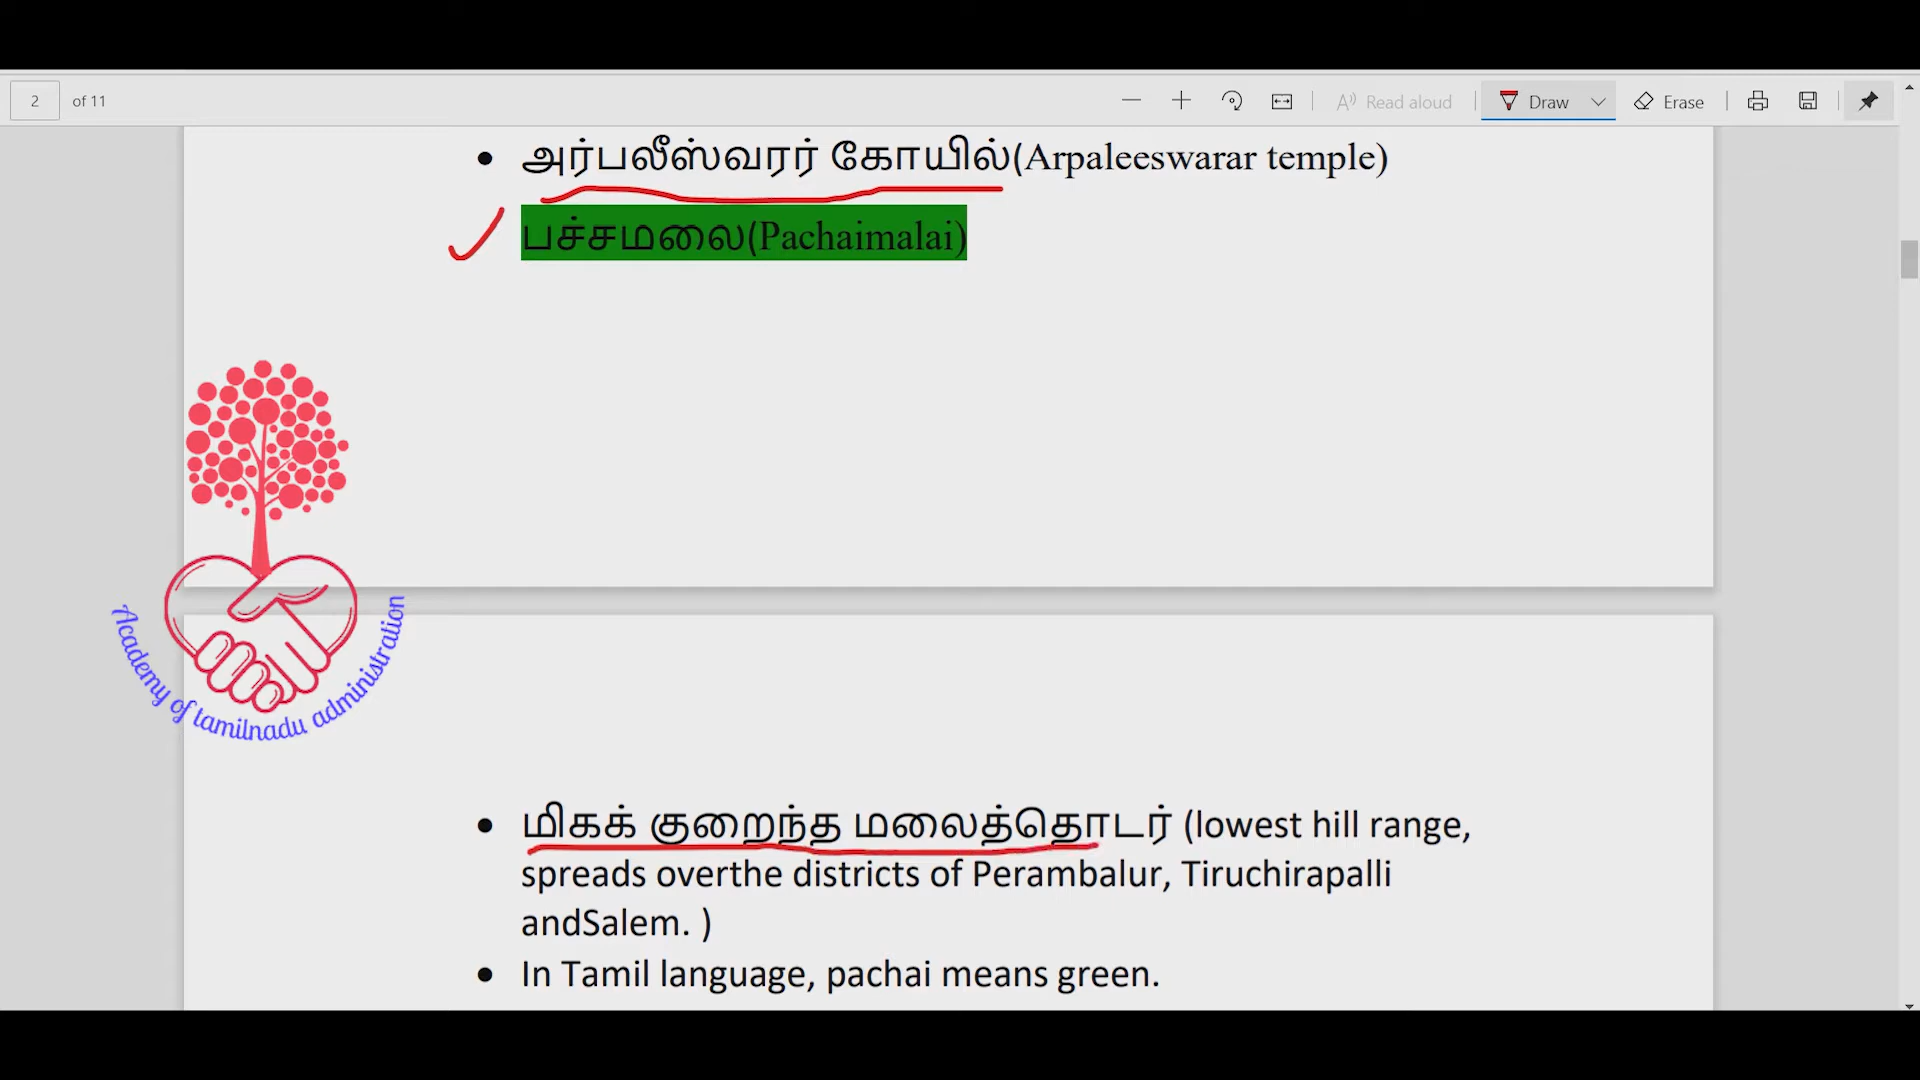 2 of 11 Read aloud Draw Erase
அர்பலீஸ்வரர் கோயில்(Arpaleeswarar temple)
பச்சமலை(Pachaimalai)
Academy of tamilnadu administration
மிகக் குறைந்த மலைத்தொடர் (lowest hill range,
spreads overthe districts of Perambalur, Tiruchirapalli
andSalem. )
In Tamil language, pachai means green.